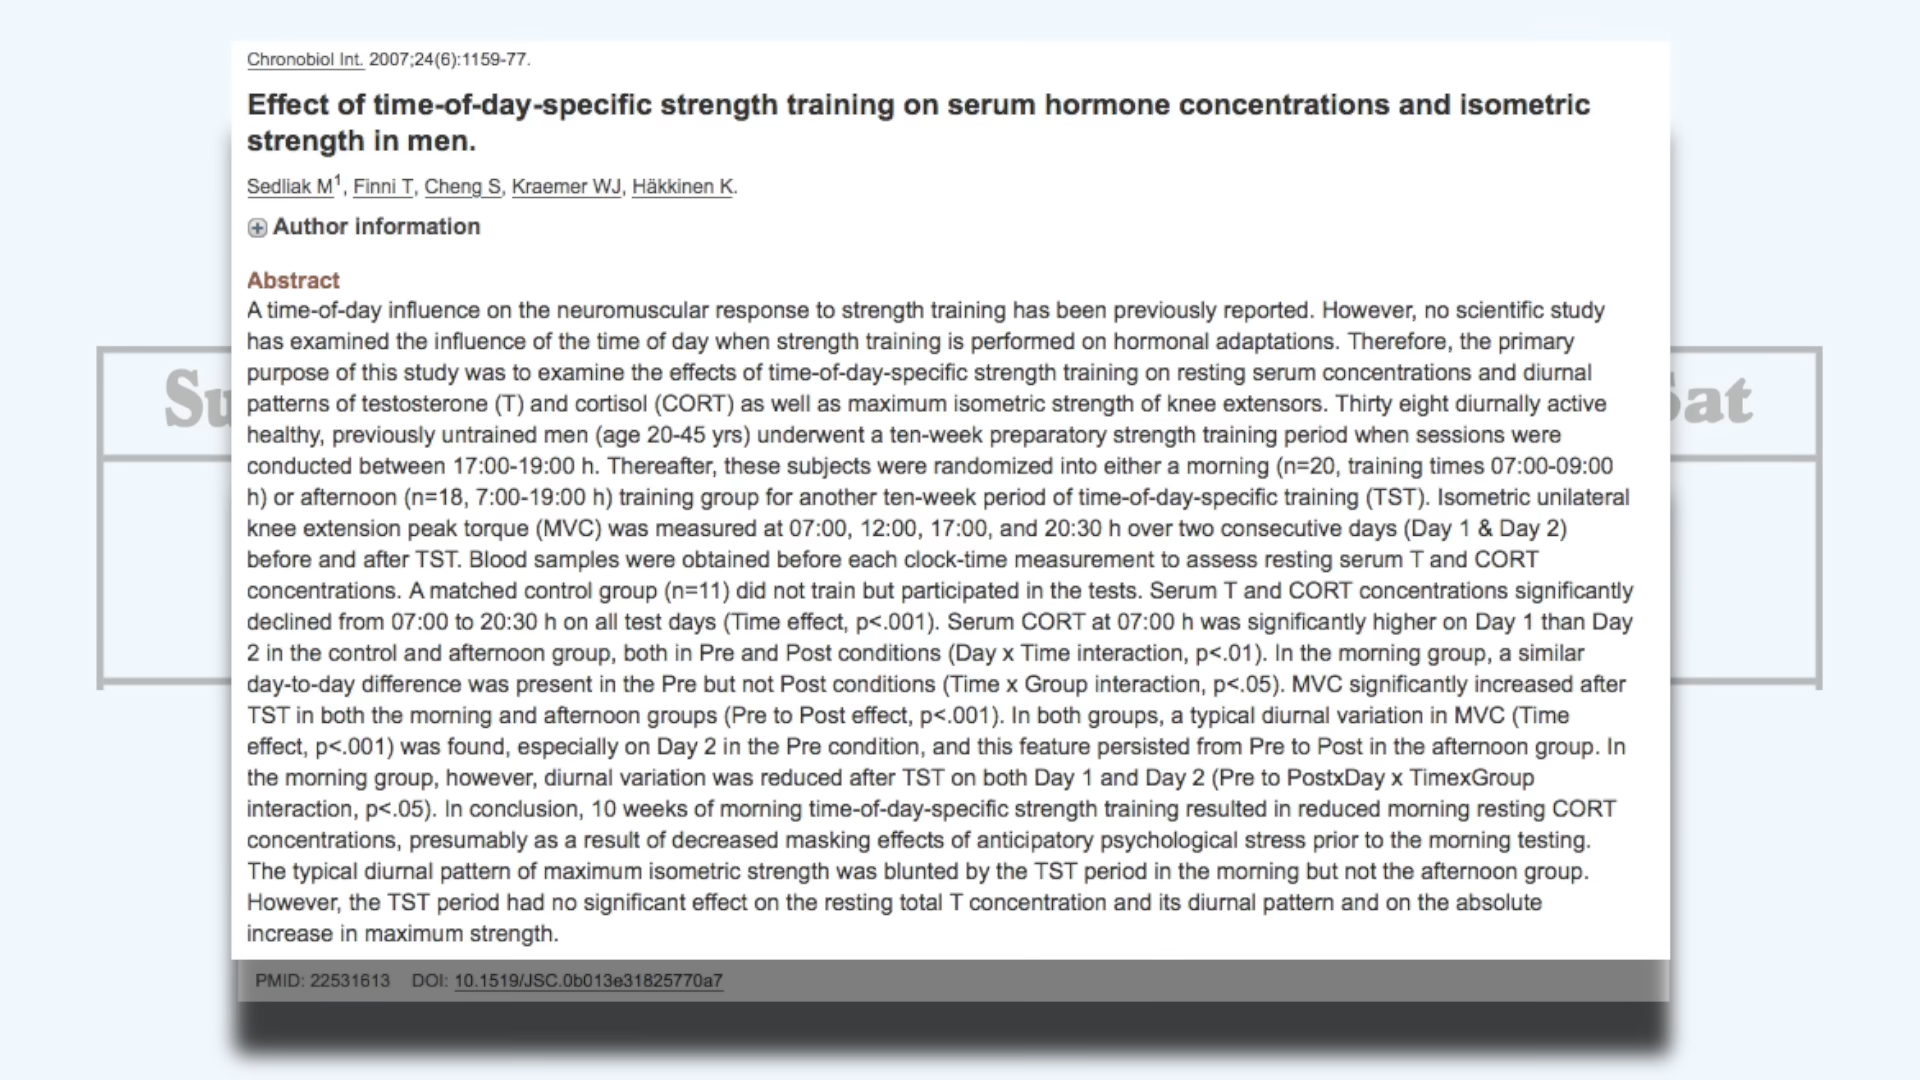 Chronobiol Int. 2007;24(6):1159-77.
Effect of time-of-day-specific strength training on serum hormone concentrations and isometric
strength in men.
Sedliak M1, Finni T, Cheng S, Kraemer WJ, Häkkinen K.
Author information
Abstract
A time-of-day influence on the neuromuscular response to strength training has been previously reported. However, no scientific study
has examined the influence of the time of day when strength training is performed on hormonal adaptations. Therefore, the primary
purpose of this study was to examine the effects of time-of-day-specific strength training on resting serum concentrations and diurnal
patterns of testosterone (T) and cortisol (CORT) as well as maximum isometric strength of knee extensors. Thirty eight diurnally active
healthy, previously untrained men (age 20-45 yrs) underwent a ten-week preparatory strength training period when sessions were
conducted between 17:00-19:00 h. Thereafter, these subjects were randomized into either a morning (n=20, training times 07:00-09:00
h) or afternoon (n=18, 7:00-19:00 h) training group for another ten-week period of time-of-day-specific training (TST). Isometric unilateral
knee extension peak torque (MVC) was measured at 07:00, 12:00, 17:00, and 20:30 h over two consecutive days (Day 1 & Day 2)
before and after TST. Blood samples were obtained before each clock-time measurement to assess resting serum T and CORT
concentrations. A matched control group (n=11) did not train but participated in the tests. Serum T and CORT concentrations significantly
declined from 07:00 to 20:30 h on all test days (Time effect, p<.001). Serum CORT at 07:00 h was significantly higher on Day 1 than Day
2 in the control and afternoon group, both in Pre and Post conditions (Day x Time interaction, p<.01). In the morning group, a similar
day-to-day difference was present in the Pre but not Post conditions (Time x Group interaction, p<.05). MVC significantly increased after
TST in both the morning and afternoon groups (Pre to Post effect, p<.001). In both groups, a typical diurnal variation in MVC (Time
effect, p<.001) was found, especially on Day 2 in the Pre condition, and this feature persisted from Pre to Post in the afternoon group. In
the morning group, however, diurnal variation was reduced after TST on both Day 1 and Day 2 (Pre to PostxDay x TimexGroup
interaction, p<.05). In conclusion, 10 weeks of morning time-of-day-specific strength training resulted in reduced morning resting CORT
concentrations, presumably as a result of decreased masking effects of anticipatory psychological stress prior to the morning testing.
The typical diurnal pattern of maximum isometric strength was blunted by the TST period in the morning but not the afternoon group.
However, the TST period had no significant effect on the resting total T concentration and its diurnal pattern and on the absolute
increase in maximum strength.
PMID: 22531613 DOI: 10.1519/JSC.0b013e31825770a7
Su
Sat